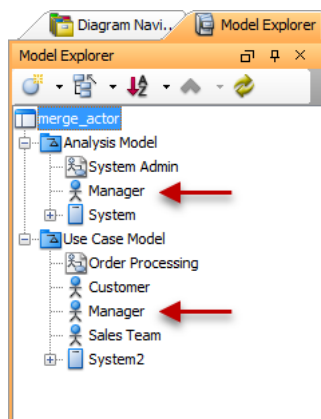 Diagram Navi..
Model Explorer
Model Explorer
merge_actor
Analysis Model
System Admin
Manager
System
Use Case Model
Order Processing
Customer
Manager
Sales Team
System2